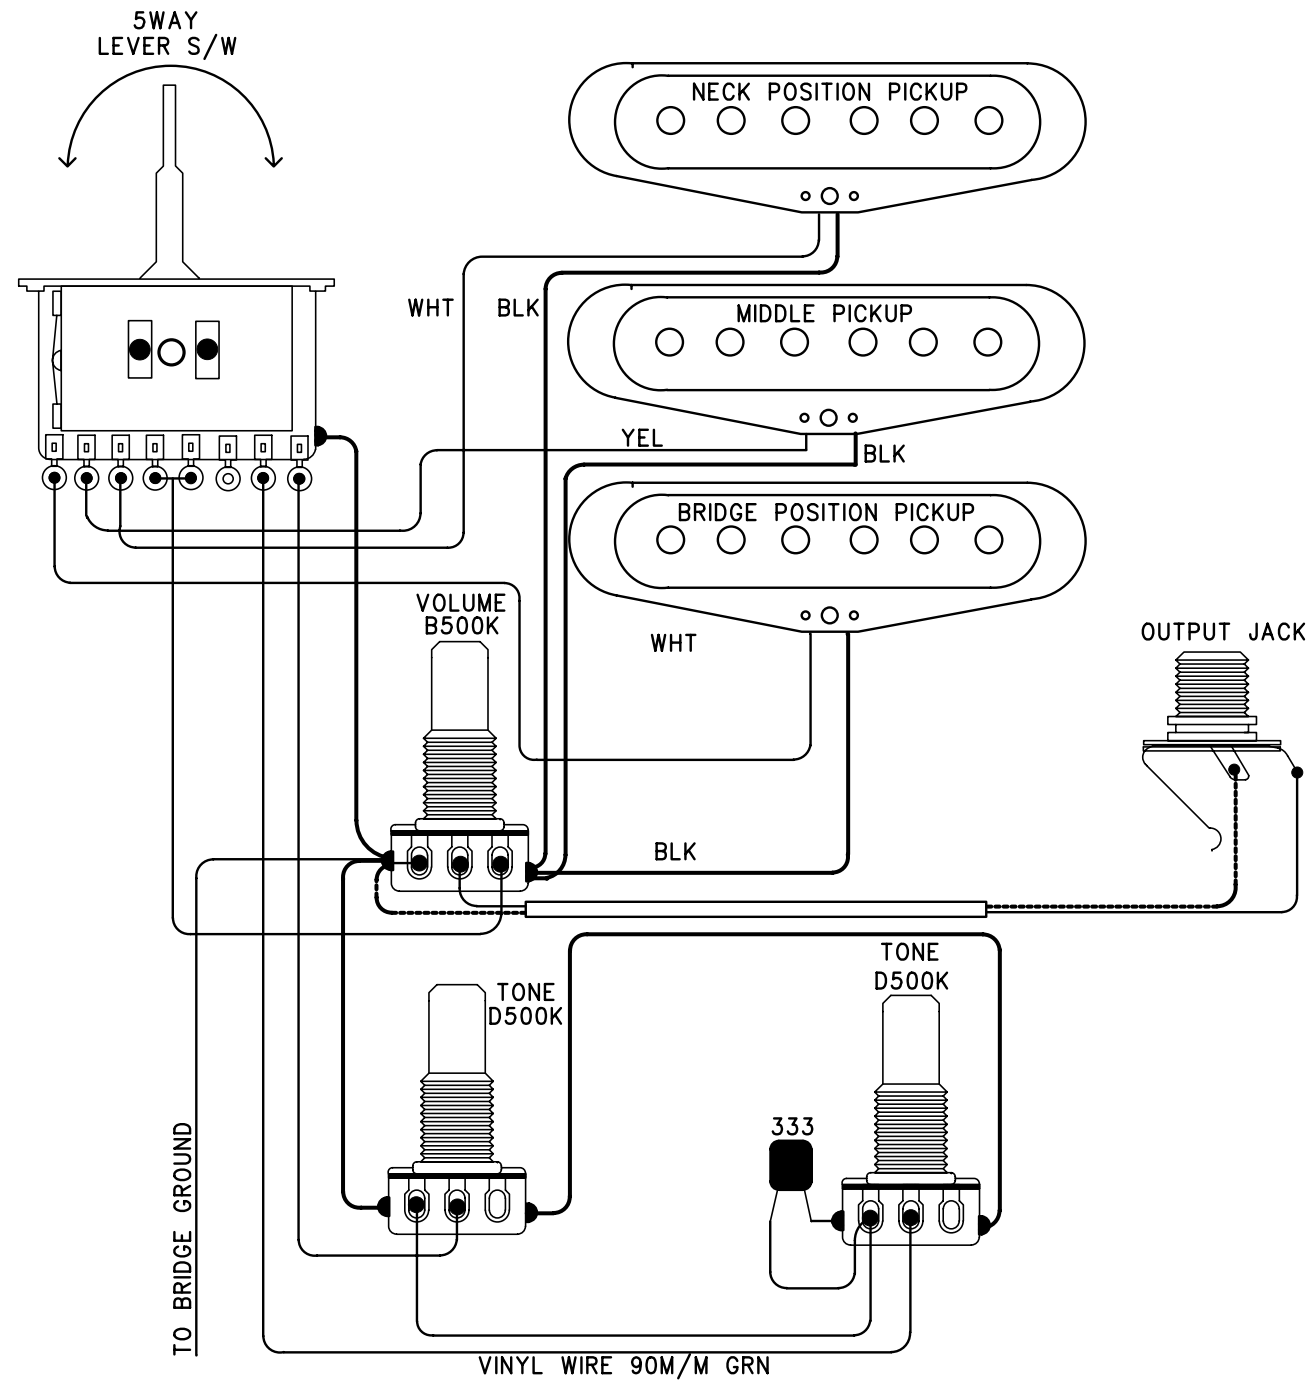 5WAY
LEVER S/W
NECK POSITION PICKUP
WHT
BLK
MIDDLE PICKUP
YEL
BLK
BRIDGE POSITION PICKUP
VOLUME
B500K
WHT
OUTPUT JACK
BLK
TONE
D500K
TONE
D500K
333
TO BRIDGE GROUND
VINYL WIRE 90M/M GRN